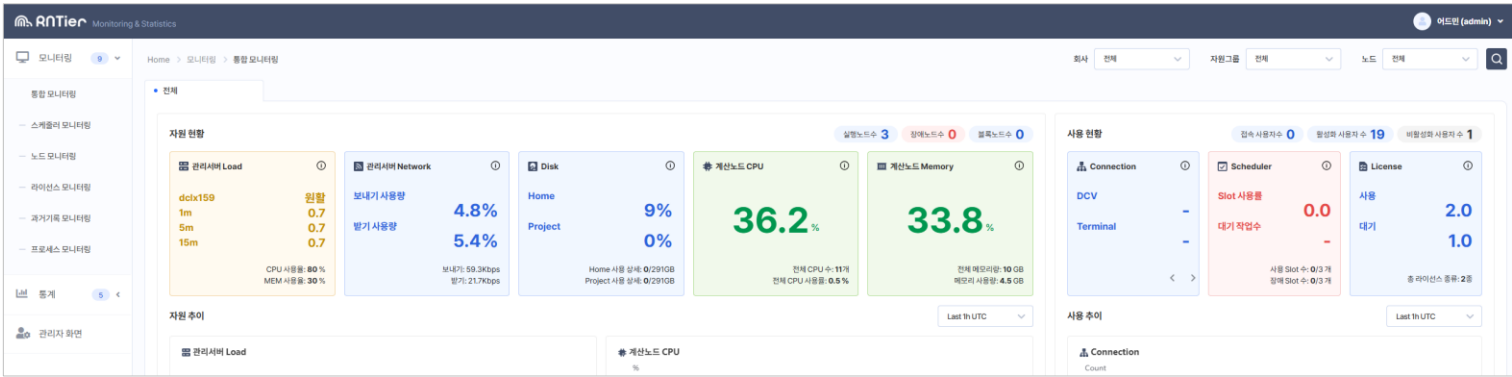 RNTier Monitoring & Statistics
어드민 (admin)
모니터링 9
통합 모니터링
스케줄러 모니터링
노드 모니터링
라이선스 모니터링
과거기록 모니터링
프로세스 모니터링
통계 5
관리자 화면
Home > 모니터링 > 통합 모니터링
회사 전체 자원그룹 전체 노드 전체
전체
자원 현황
실행노드수 3 장애노드수 0 블록노드수 0
관리서버 Load
dclx159 원활
1m 0.7
5m 0.7
15m 0.7
CPU 사용율: 80 %
MEM 사용율: 30 %
관리서버 Network
보내기 사용량
4.8%
받기 사용량
5.4%
보내기: 59.3Kbps
받기: 21.7Kbps
Disk
Home
9%
Project
0%
Home 사용 상세: 0/291GB
Project 사용 상세: 0/291GB
계산노드 CPU
36.2 %
전체 CPU 수: 11개
전체 CPU 사용률: 0.5 %
계산노드 Memory
33.8 %
전체 메모리량: 10 GB
메모리 사용량: 4.5 GB
사용 현황
접속 사용자수 0 활성화 사용자 수 19 비활성화 사용자 수 1
Connection
DCV
-
Terminal
-
< >
Scheduler
Slot 사용률
0.0
대기 작업수
-
사용 Slot 수: 0/3 개
장애 Slot 수: 0/3 개
License
사용
2.0
대기
1.0
총 라이선스 종류: 2종
자원 추이
Last 1h UTC
관리서버 Load
계산노드 CPU
%
사용 추이
Last 1h UTC
Connection
Count